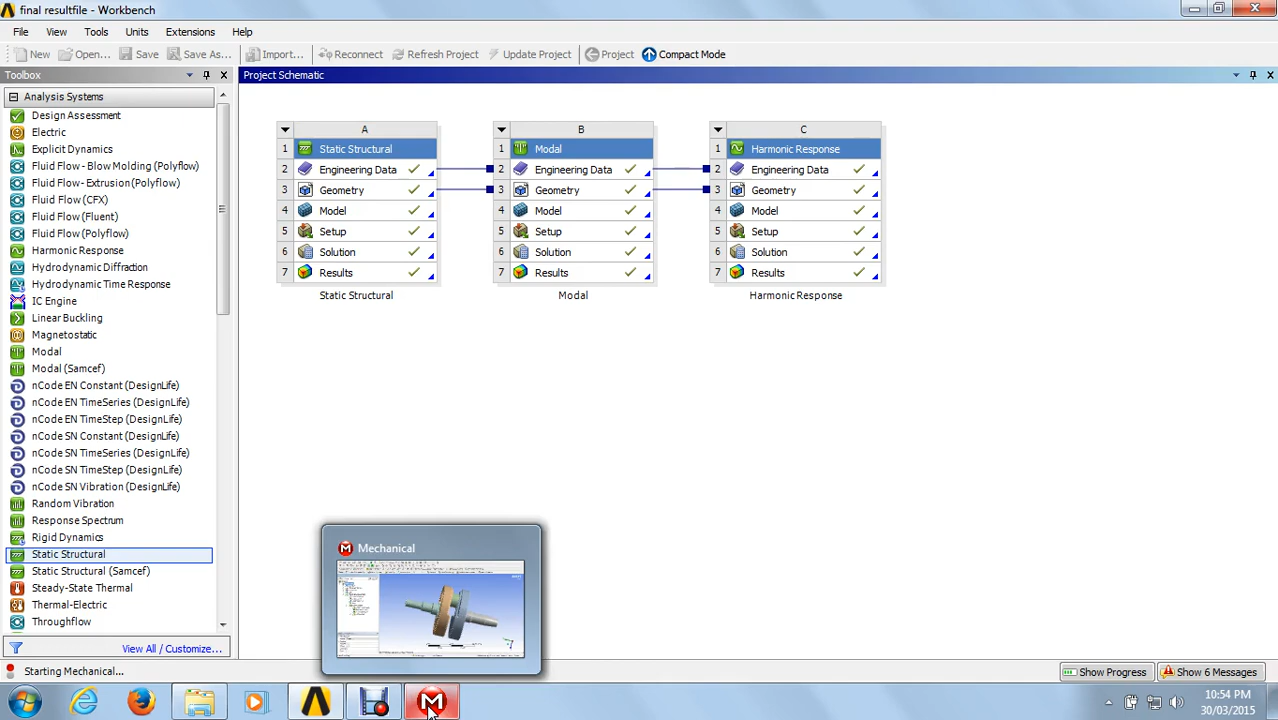 final resultfile - Workbench
File View Tools Units Extensions Help
New Open... Save Save As... Import... Reconnect Refresh Project Update Project Project Compact Mode
Toolbox
Project Schematic
Analysis Systems
Design Assessment
Electric
Explicit Dynamics
Fluid Flow - Blow Molding (Polyflow)
Fluid Flow - Extrusion (Polyflow)
Fluid Flow (CFX)
Fluid Flow (Fluent)
Fluid Flow (Polyflow)
Harmonic Response
Hydrodynamic Diffraction
Hydrodynamic Time Response
IC Engine
Linear Buckling
Magnetostatic
Modal
Modal (Samcef)
nCode EN Constant (DesignLife)
nCode EN TimeSeries (DesignLife)
nCode EN TimeStep (DesignLife)
nCode SN Constant (DesignLife)
nCode SN TimeSeries (DesignLife)
nCode SN TimeStep (DesignLife)
nCode SN Vibration (DesignLife)
Random Vibration
Response Spectrum
Rigid Dynamics
Static Structural
Static Structural (Samcef)
Steady-State Thermal
Thermal-Electric
Throughflow
View All / Customize...
A
1 Static Structural
2 Engineering Data
3 Geometry
4 Model
5 Setup
6 Solution
7 Results
Static Structural
B
1 Modal
2 Engineering Data
3 Geometry
4 Model
5 Setup
6 Solution
7 Results
Modal
C
1 Harmonic Response
2 Engineering Data
3 Geometry
4 Model
5 Setup
6 Solution
7 Results
Harmonic Response
M Mechanical
Starting Mechanical...
Show Progress
Show 6 Messages
M
10:54 PM
30/03/2015